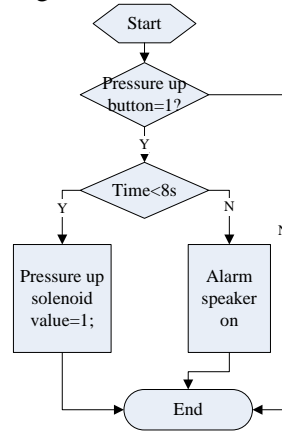 Start
Pressure up
button=1?
Y
Time<8s
Y
N
N
Pressure up
solenoid
value=1;
Alarm
speaker
on
End